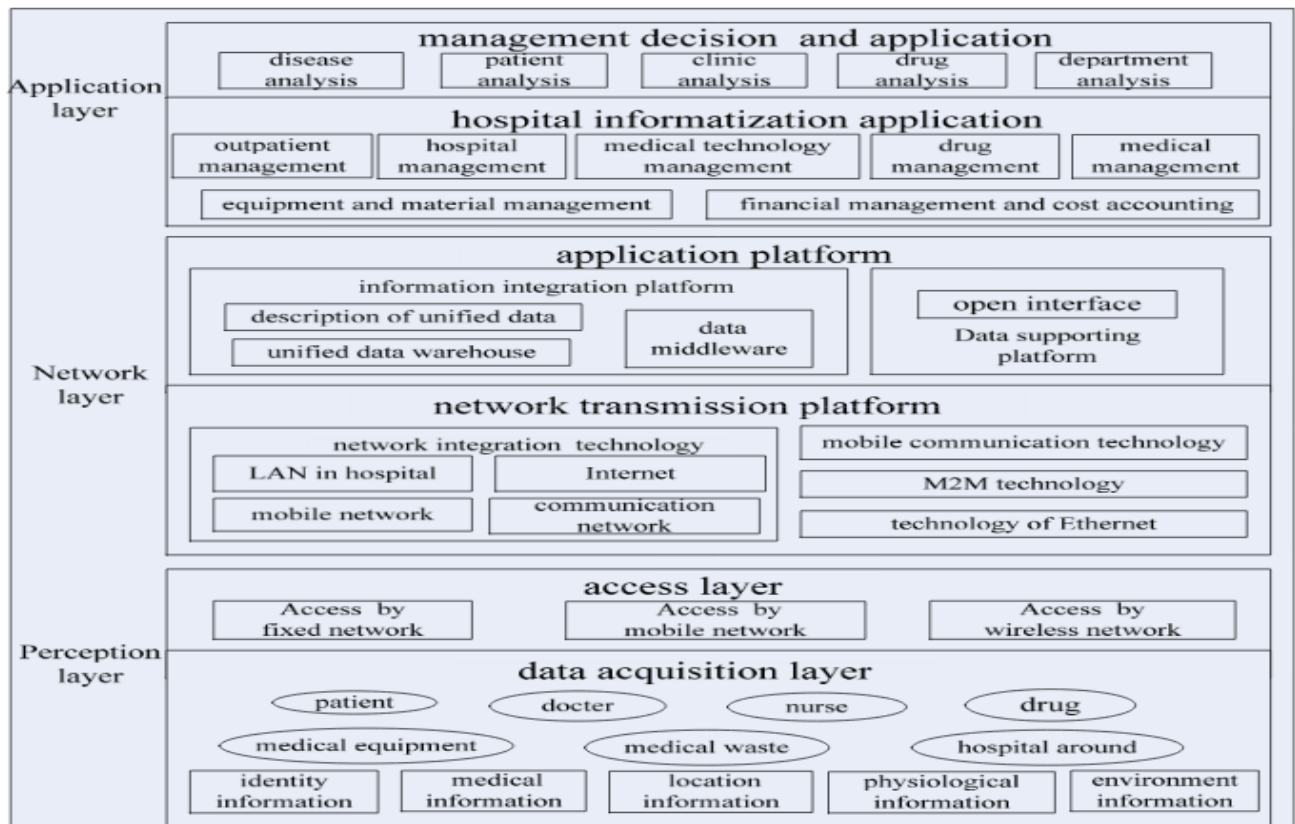 management decision and application
disease
analysis
patient
analysis
clinic
analysis
drug
analysis
department
analysis
Application
layer
hospital informatization application
outpatient
management
hospital
management
medical technology
management
drug
management
medical
management
equipment and material management
financial management and cost accounting
application platform
information integration platform
description of unified data
unified data warehouse
data
middleware
open interface
Data supporting
platform
Network
layer
network transmission platform
network integration technology
LAN in hospital
Internet
mobile network
communication
network
mobile communication technology
M2M technology
technology of Ethernet
access layer
Access by
fixed network
Access by
mobile network
Access by
wireless network
Perception
layer
data acquisition layer
patient
docter
nurse
drug
medical equipment
medical waste
hospital around
identity
information
medical
information
location
information
physiological
information
environment
information